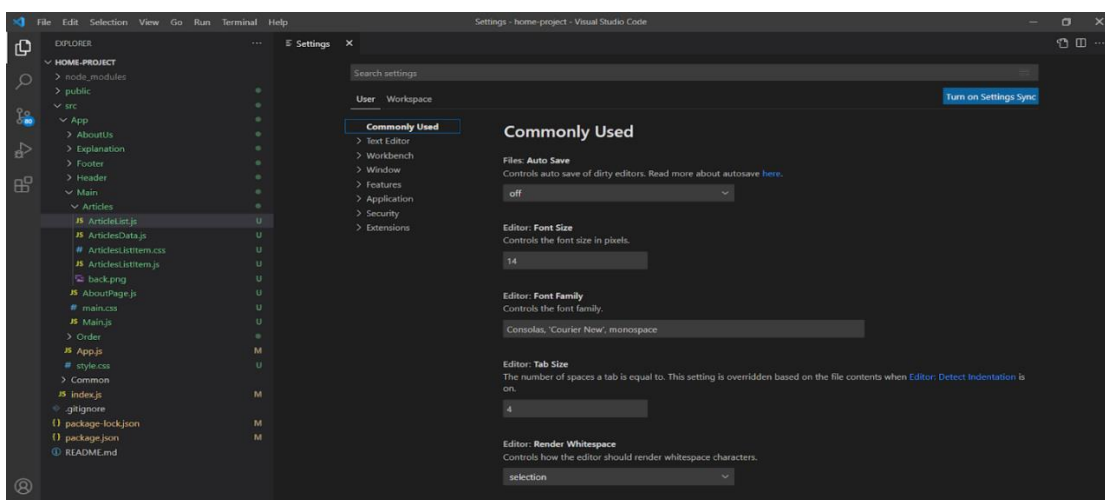 File Edit Selection View Go Run Terminal Help
Settings - home-project - Visual Studio Code
EXPLORER
HOME-PROJECT
node_modules
public
src
App
AboutUs
Explanation
Footer
Header
Main
Articles
JS ArticleList.js U
JS ArticlesData.js U
# ArticlesListItem.css U
JS ArticlesListItem.js U
back.png U
JS AboutPage.js U
# main.css U
JS Main.js U
Order
JS App.js M
# style.css U
Common
JS index.js M
.gitignore
{} package-lock.json M
{} package.json M
README.md
Settings
Search settings
User Workspace
Turn on Settings Sync
Commonly Used
Text Editor
Workbench
Window
Features
Application
Security
Extensions
Commonly Used
Files: Auto Save
Controls auto save of dirty editors. Read more about autosave here.
off
Editor: Font Size
Controls the font size in pixels.
14
Editor: Font Family
Controls the font family.
Consolas, 'Courier New', monospace
Editor: Tab Size
The number of spaces a tab is equal to. This setting is overridden based on the file contents when Editor: Detect Indentation is
on.
4
Editor: Render Whitespace
Controls how the editor should render whitespace characters.
selection